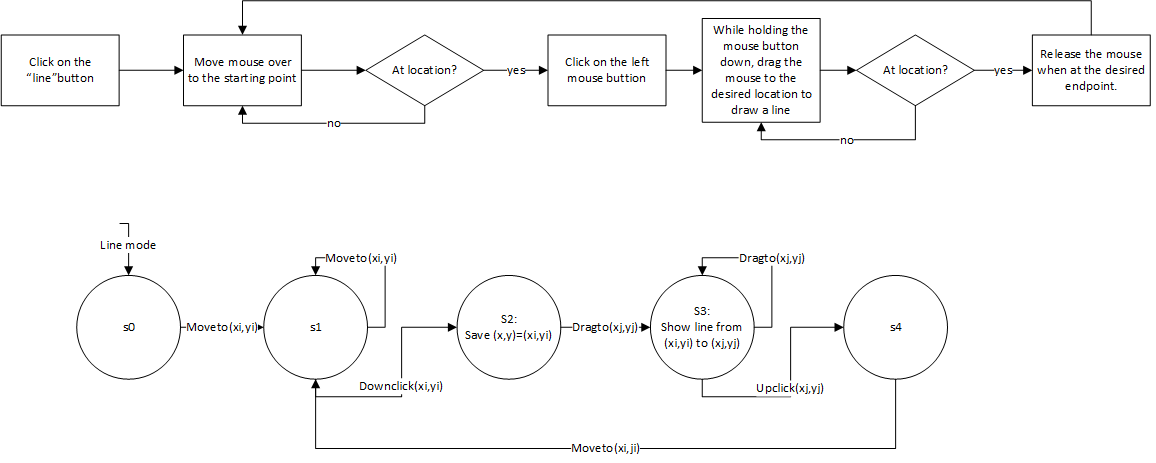 Click on the
“line”button
Move mouse over
to the starting point
At location?
yes
no
Click on the left
mouse buttion
While holding the
mouse button
down, drag the
mouse to the
desired location to
draw a line
At location?
yes
no
Release the mouse
when at the desired
endpoint.
Line mode
s0
Moveto(xi,yi)
s1
Moveto(xi,yi)
Downclick(xi,yi)
S2:
Save (x,y)=(xi,yi)
Dragto(xj,yj)
S3:
Show line from
(xi,yi) to (xj,yj)
Dragto(xj,yj)
Upclick(xj,yj)
s4
Moveto(xi,ji)